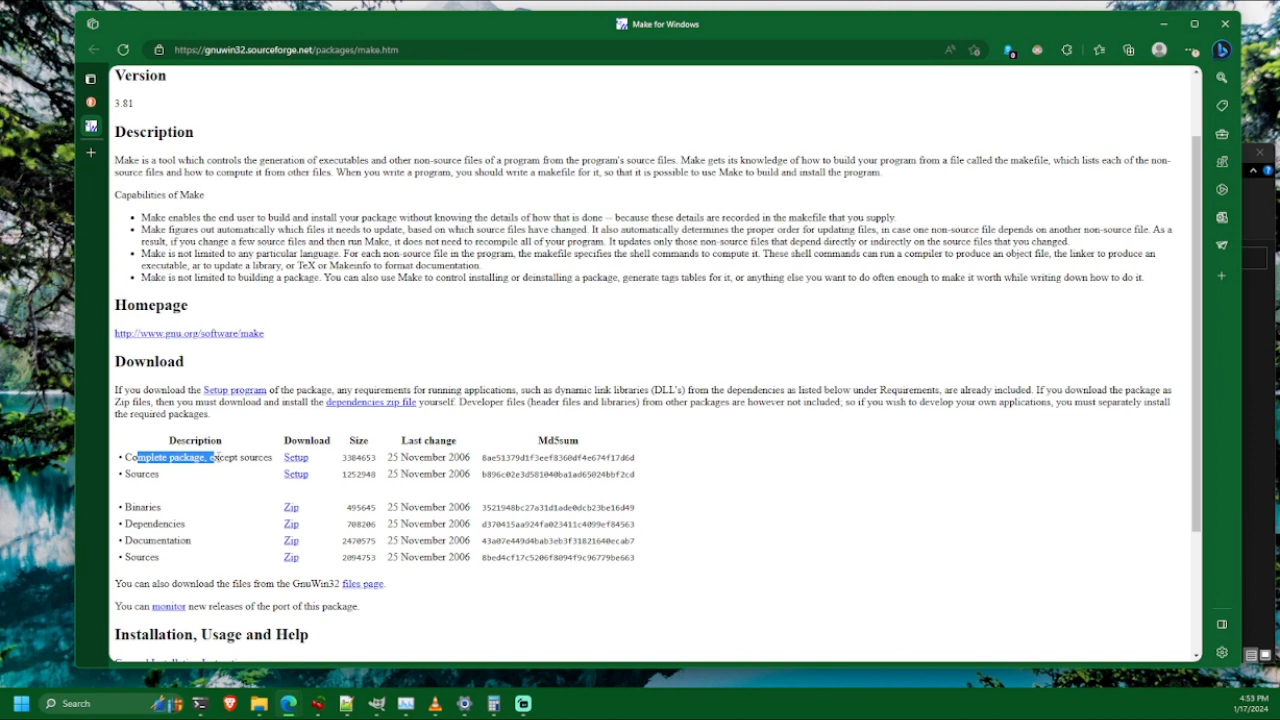 Make for Windows
https://gnuwin32.sourceforge.net/packages/make.htm
Version
3.81
Description
Make is a tool which controls the generation of executables and other non-source files of a program from the program's source files. Make gets its knowledge of how to build your program from a file called the makefile, which lists each of the non-
source files and how to compute it from other files. When you write a program, you should write a makefile for it, so that it is possible to use Make to build and install the program.
Capabilities of Make
• Make enables the end user to build and install your package without knowing the details of how that is done -- because these details are recorded in the makefile that you supply.
• Make figures out automatically which files it needs to update, based on which source files have changed. It also automatically determines the proper order for updating files, in case one non-source file depends on another non-source file. As a
result, if you change a few source files and then run Make, it does not need to recompile all of your program. It updates only those non-source files that depend directly or indirectly on the source files that you changed.
• Make is not limited to any particular language. For each non-source file in the program, the makefile specifies the shell commands to compute it. These shell commands can run a compiler to produce an object file, the linker to produce an
executable, ar to update a library, or TeX or Makeinfo to format documentation.
• Make is not limited to building a package. You can also use Make to control installing or deinstalling a package, generate tags tables for it, or anything else you want to do often enough to make it worth while writing down how to do it.
Homepage
http://www.gnu.org/software/make
Download
If you download the Setup program of the package, any requirements for running applications, such as dynamic link libraries (DLL's) from the dependencies as listed below under Requirements, are already included. If you download the package as
Zip files, then you must download and install the dependencies zip file yourself. Developer files (header files and libraries) from other packages are however not included; so if you wish to develop your own applications, you must separately install
the required packages.
Description Download Size Last change Md5sum
• Complete package, except sources Setup 3384653 25 November 2006 8ae51379d1f3eef8360df4e674f17d6d
• Sources Setup 1252948 25 November 2006 b896c02e3d581040ba1ad65024bbf2cd
• Binaries Zip 495645 25 November 2006 3521948bc27a31d1ade0dcb23be16d49
• Dependencies Zip 708206 25 November 2006 d370415aa924fa023411c4099ef84563
• Documentation Zip 2470575 25 November 2006 43a07e449d4bab3eb3f31821640ecab7
• Sources Zip 2094753 25 November 2006 8bed4cf17c5206f8094f9c96779be663
You can also download the files from the GnuWin32 files page.
You can monitor new releases of the port of this package.
Installation, Usage and Help
Search
4:53 PM
1/17/2024